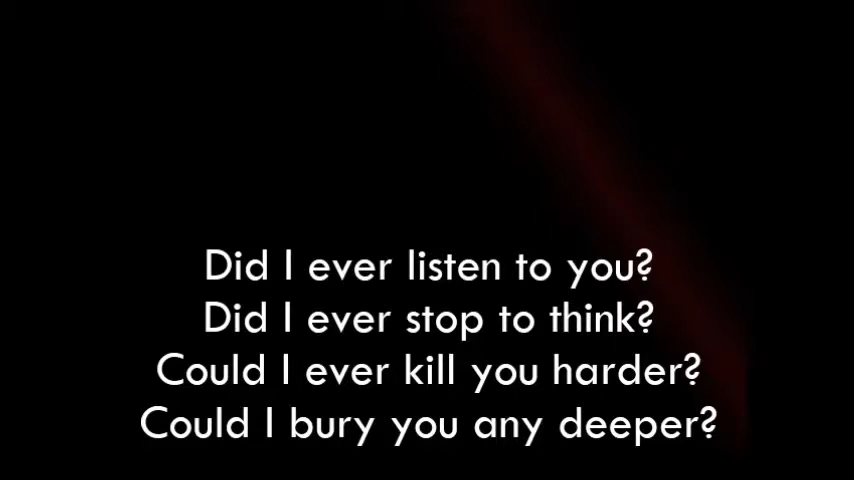 Did I ever listen to you?
Did I ever stop to think?
Could I ever kill you harder?
Could I bury you any deeper?